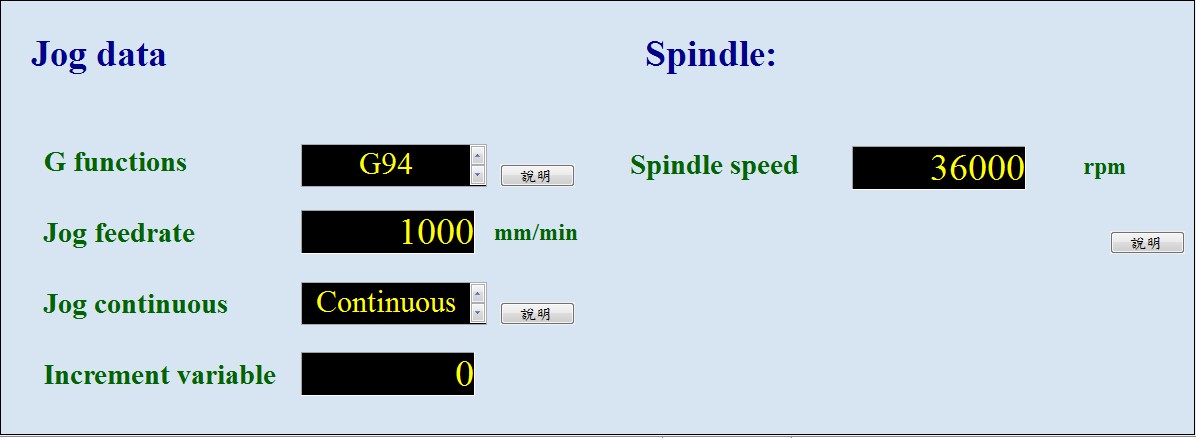 Jog data
Spindle:
G functions G94 說明
Spindle speed 36000 rpm
Jog feedrate 1000 mm/min
說明
Jog continuous Continuous 說明
Increment variable 0